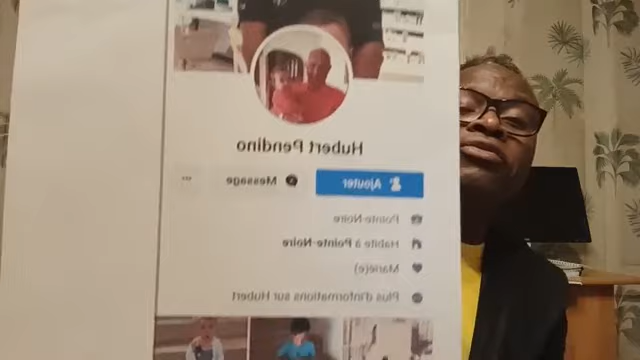 Hubert Pendino
Ajouter Message ...
Pointe-Noire
Habite à Pointe-Noire
Marié(e)
Plus d'informations sur Hubert